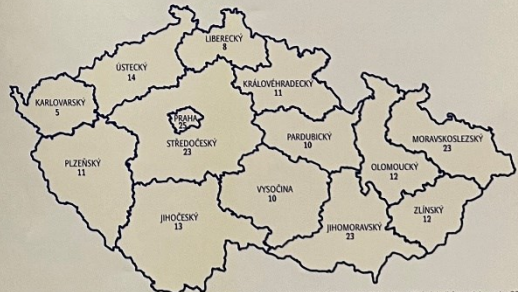 LIBERECKÝ
8
ÚSTECKÝ
14
KRÁLOVÉHRADECKÝ
11
KARLOVARSKÝ
5
PRAHA
25
STŘEDOČESKÝ
23
PARDUBICKÝ
10
MORAVSKOSLEZSKÝ
23
PLZEŇSKÝ
11
OLOMOUCKÝ
12
VYSOČINA
10
JIHOČESKÝ
13
JIHOMORAVSKÝ
23
ZLÍNSKÝ
12